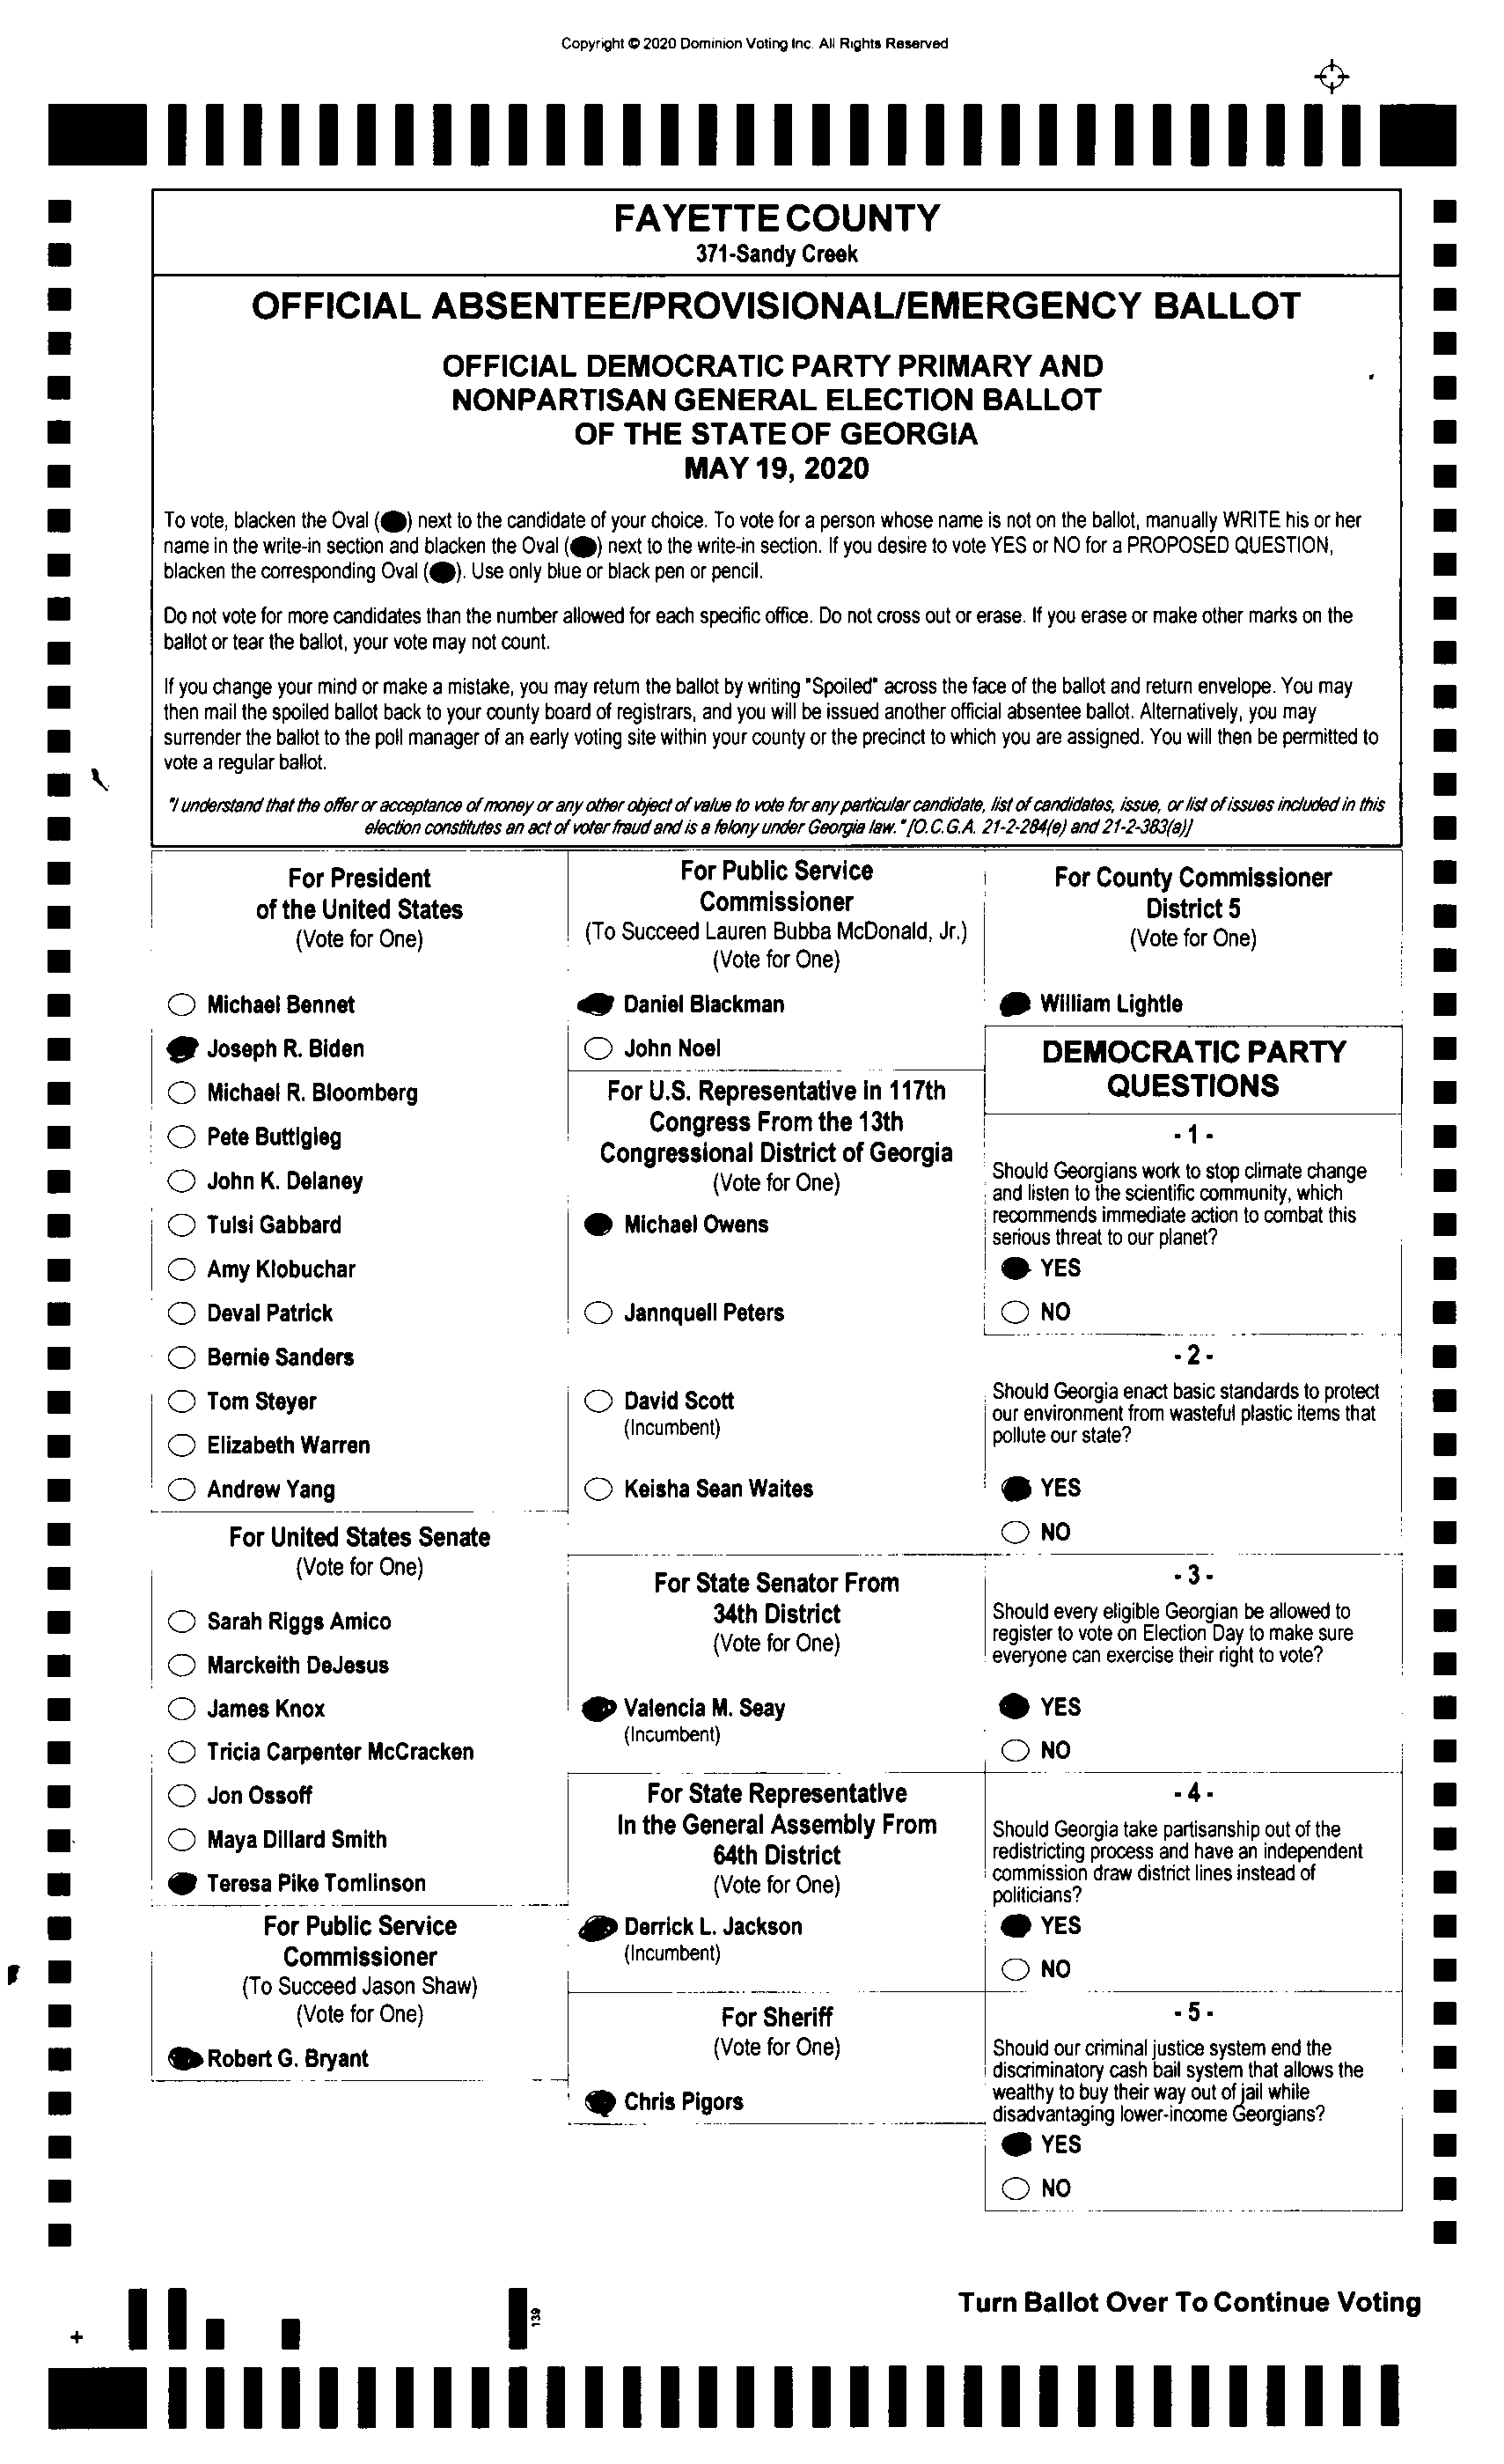 Copyright © 2020 Dominion Voting Inc. All Rights Reserved
FAYETTE COUNTY
371-Sandy Creek
OFFICIAL ABSENTEE/PROVISIONAL/EMERGENCY BALLOT
OFFICIAL DEMOCRATIC PARTY PRIMARY AND
NONPARTISAN GENERAL ELECTION BALLOT
OF THE STATE OF GEORGIA
MAY 19, 2020
To vote, blacken the Oval ( ) next to the candidate of your choice. To vote for a person whose name is not on the ballot, manually WRITE his or her
name in the write-in section and blacken the Oval ( ) next to the write-in section. If you desire to vote YES or NO for a PROPOSED QUESTION,
blacken the corresponding Oval ( ). Use only blue or black pen or pencil.
Do not vote for more candidates than the number allowed for each specific office. Do not cross out or erase. If you erase or make other marks on the
ballot or tear the ballot, your vote may not count.
If you change your mind or make a mistake, you may return the ballot by writing "Spoiled" across the face of the ballot and return envelope. You may
then mail the spoiled ballot back to your county board of registrars, and you will be issued another official absentee ballot. Alternatively, you may
surrender the ballot to the poll manager of an early voting site within your county or the precinct to which you are assigned. You will then be permitted to
vote a regular ballot.
"I understand that the offer or acceptance of money or any other object of value to vote for any particular candidate, list of candidates, issue, or list of issues included in this
election constitutes an act of voter fraud and is a felony under Georgia law." [O.C.G.A. 21-2-284(e) and 21-2-383(a)]
For President
of the United States
(Vote for One)
Michael Bennet
Joseph R. Biden
Michael R. Bloomberg
Pete Buttigieg
John K. Delaney
Tulsi Gabbard
Amy Klobuchar
Deval Patrick
Bernie Sanders
Tom Steyer
Elizabeth Warren
Andrew Yang
For United States Senate
(Vote for One)
Sarah Riggs Amico
Marckeith DeJesus
James Knox
Tricia Carpenter McCracken
Jon Ossoff
Maya Dillard Smith
Teresa Pike Tomlinson
For Public Service
Commissioner
(To Succeed Jason Shaw)
(Vote for One)
Robert G. Bryant
For Public Service
Commissioner
(To Succeed Lauren Bubba McDonald, Jr.)
(Vote for One)
Daniel Blackman
John Noel
For U.S. Representative in 117th
Congress From the 13th
Congressional District of Georgia
(Vote for One)
Michael Owens
Jannquell Peters
David Scott
(Incumbent)
Keisha Sean Waites
For State Senator From
34th District
(Vote for One)
Valencia M. Seay
(Incumbent)
For State Representative
In the General Assembly From
64th District
(Vote for One)
Derrick L. Jackson
(Incumbent)
For Sheriff
(Vote for One)
Chris Pigors
For County Commissioner
District 5
(Vote for One)
William Lightle
DEMOCRATIC PARTY
QUESTIONS
- 1 -
Should Georgians work to stop climate change
and listen to the scientific community, which
recommends immediate action to combat this
serious threat to our planet?
YES
NO
- 2 -
Should Georgia enact basic standards to protect
our environment from wasteful plastic items that
pollute our state?
YES
NO
- 3 -
Should every eligible Georgian be allowed to
register to vote on Election Day to make sure
everyone can exercise their right to vote?
YES
NO
- 4 -
Should Georgia take partisanship out of the
redistricting process and have an independent
commission draw district lines instead of
politicians?
YES
NO
- 5 -
Should our criminal justice system end the
discriminatory cash bail system that allows the
wealthy to buy their way out of jail while
disadvantaging lower-income Georgians?
YES
NO
Turn Ballot Over To Continue Voting
139
+